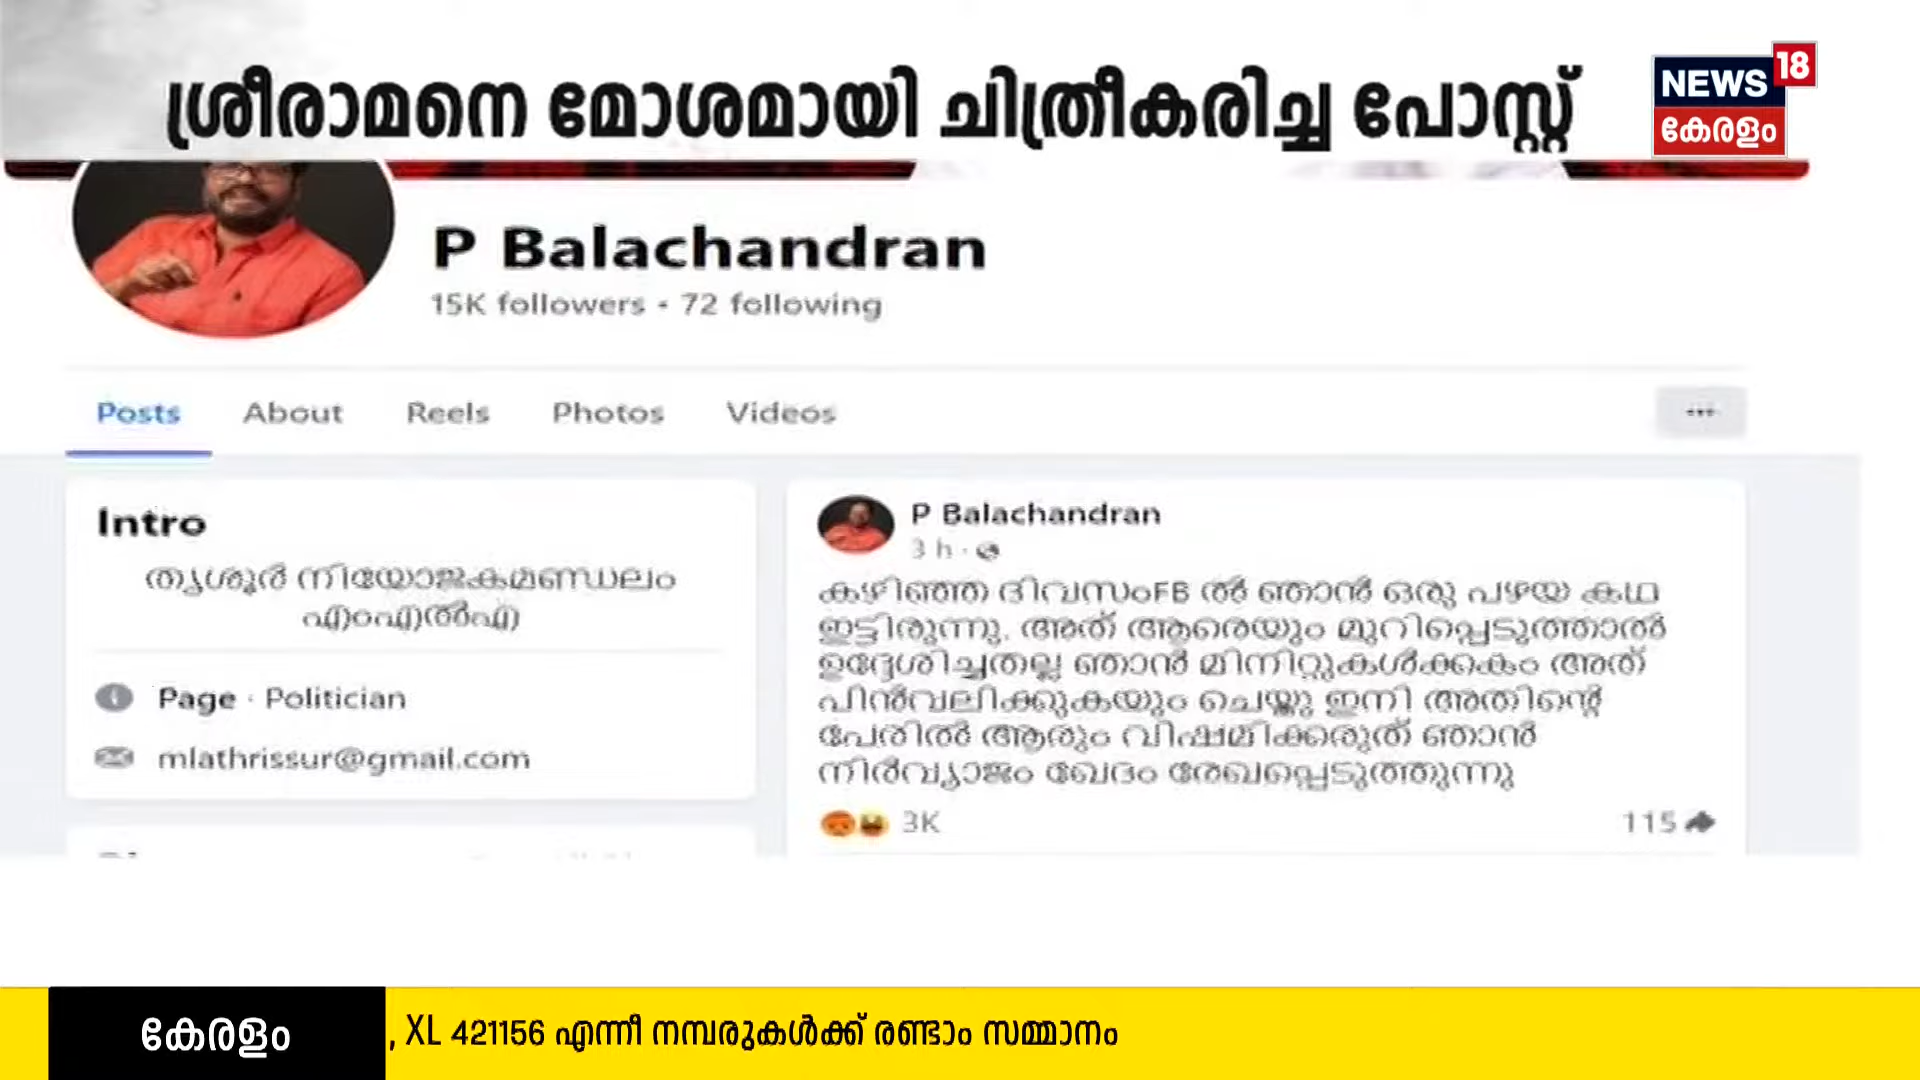 ശ്രീരാമനെ മോശമായി ചിത്രീകരിച്ച പോസ്റ്റ്
NEWS 18
കേരളം
P Balachandran
15K followers • 72 following
Posts About Reels Photos Videos
Intro
തൃശൂർ നിയോജകമണ്ഡലം
എംഎൽഎ
Page · Politician
mlathrissur@gmail.com
P Balachandran
3 h ·
കഴിഞ്ഞ ദിവസംFB ൽ ഞാൻ ഒരു പഴയ കഥ
ഇട്ടിരുന്നു. അത് ആരെയും മുറിപ്പെടുത്താൽ
ഉദ്ദേശിച്ചതല്ല ഞാൻ മിനിറ്റുകൾക്കകം അത്
പിൻവലിക്കുകയും ചെയ്തു ഇനി അതിന്റെ
പേരിൽ ആരും വിഷമിക്കരുത് ഞാൻ
നിർവ്യാജം ഖേദം രേഖപ്പെടുത്തുന്നു
3K
115
കേരളം
, XL 421156 എന്നീ നമ്പരുകൾക്ക് രണ്ടാം സമ്മാനം